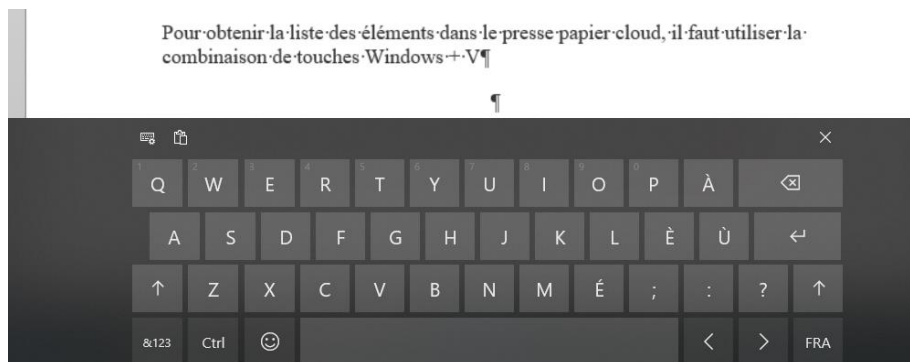 Pour·obtenir·la·liste·des·éléments·dans·le·presse·papier·cloud,·il·faut·utiliser·la·
combinaison·de·touches·Windows·+·V¶
¶
1 Q 2 W 3 E 4 R 5 T 6 Y 7 U 8 I 9 O 0 P À
A S D F G H J K L È Ù
Z X C V B N M É ; : ?
&123 Ctrl < > FRA